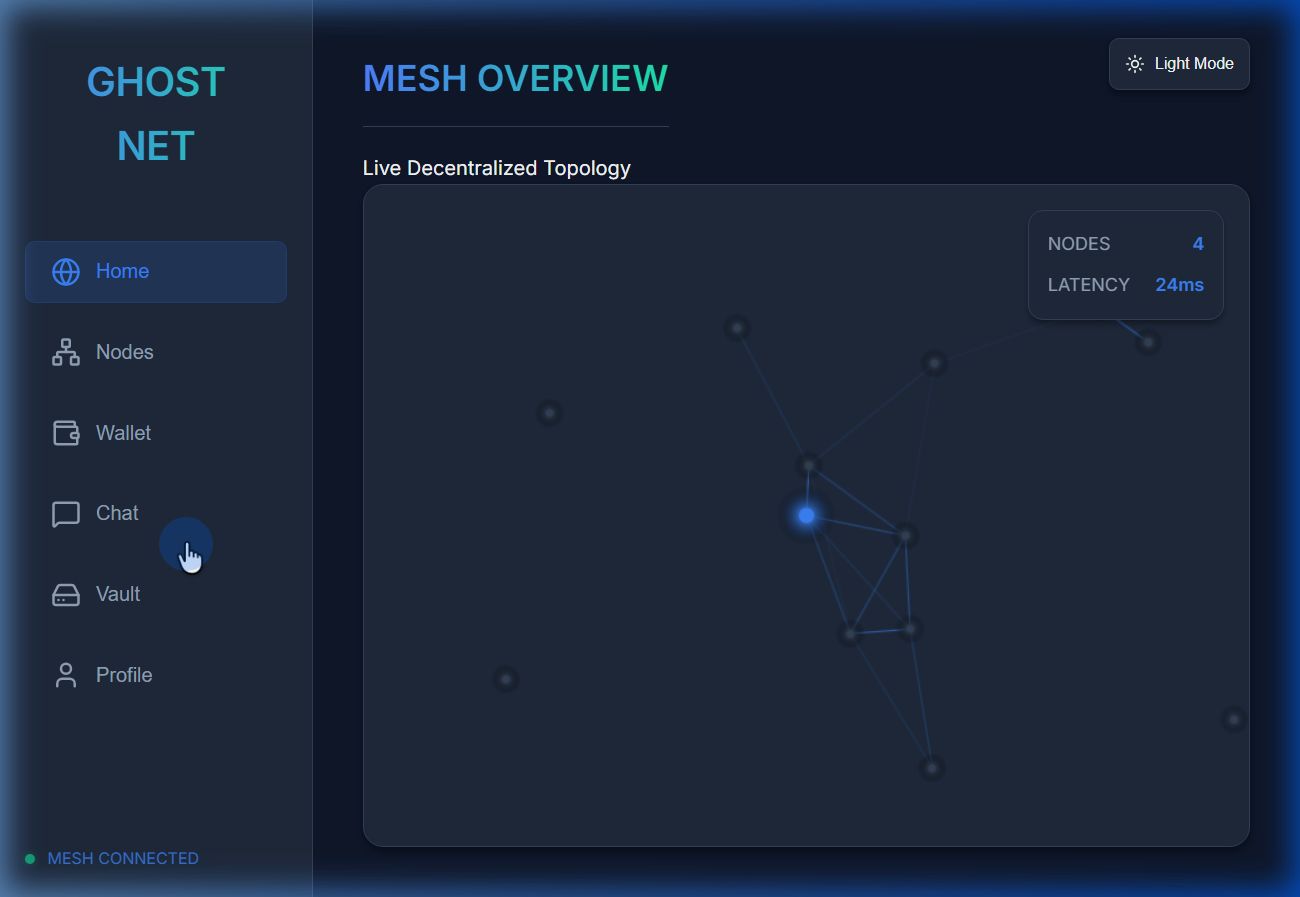 GHOST
NET
Home
Nodes
Wallet
Chat
Vault
Profile
MESH CONNECTED
MESH OVERVIEW
Light Mode
Live Decentralized Topology
NODES 4
LATENCY 24ms